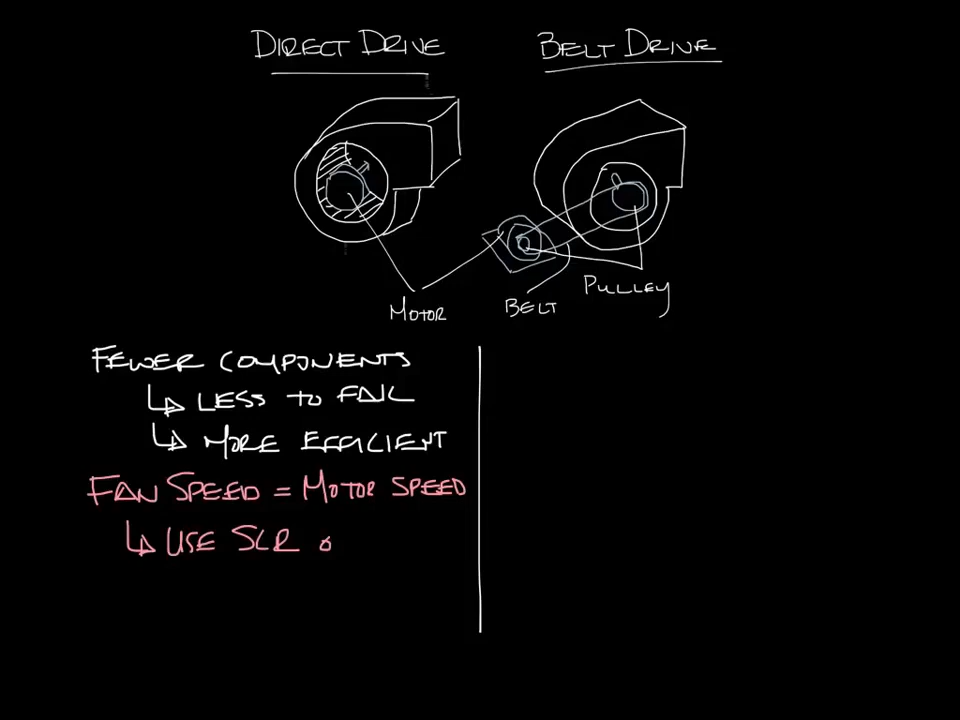 DIRECT DRIVE
BELT DRIVE
MOTOR
BELT
PULLEY
FEWER COMPONENTS
↳ LESS TO FAIL
↳ MORE EFFICIENT
FAN SPEED = MOTOR SPEED
↳ USE SCR o